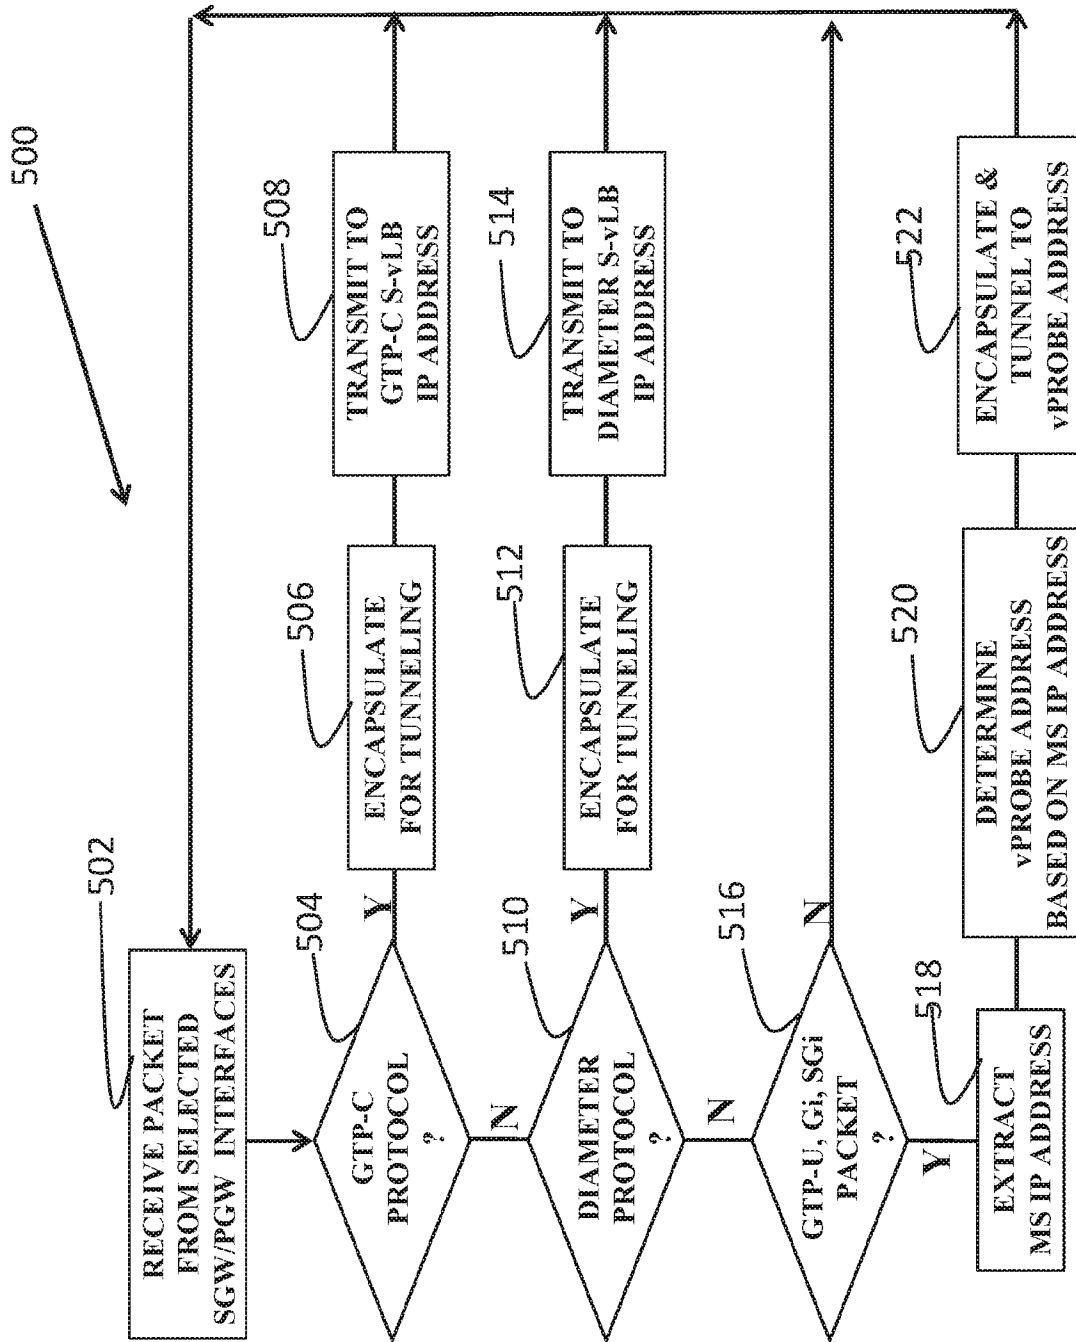 500
502
RECEIVE PACKET
FROM SELECTED
SGW/PGW INTERFACES
504
GTP-C
PROTOCOL
?
Y
N
506
ENCAPSULATE
FOR TUNNELING
508
TRANSMIT TO
GTP-C S-vLB
IP ADDRESS
510
DIAMETER
PROTOCOL
?
Y
N
512
ENCAPSULATE
FOR TUNNELING
514
TRANSMIT TO
DIAMETER S-vLB
IP ADDRESS
516
GTP-U, Gi, SGi
PACKET
?
N
Y
518
EXTRACT
MS IP ADDRESS
520
DETERMINE
vPROBE ADDRESS
BASED ON MS IP ADDRESS
522
ENCAPSULATE &
TUNNEL TO
vPROBE ADDRESS